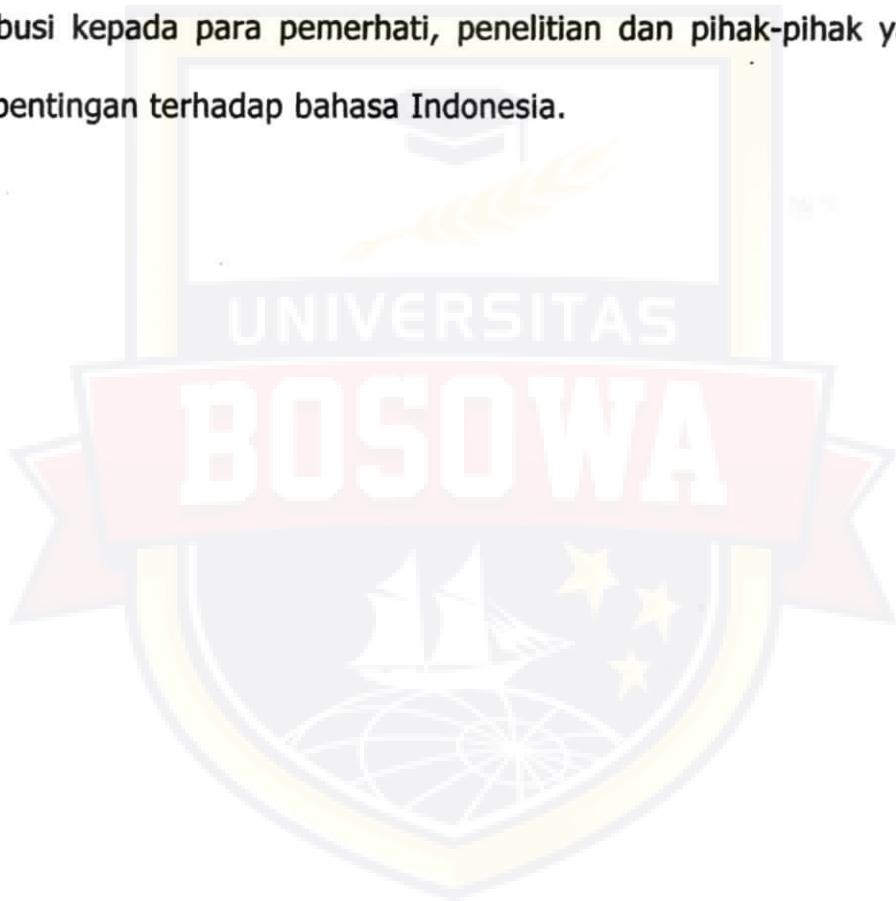 busi kepada para pemerhati, penelitian dan pihak-pihak y
pentingan terhadap bahasa Indonesia.
UNIVERSITAS
BOSOWA